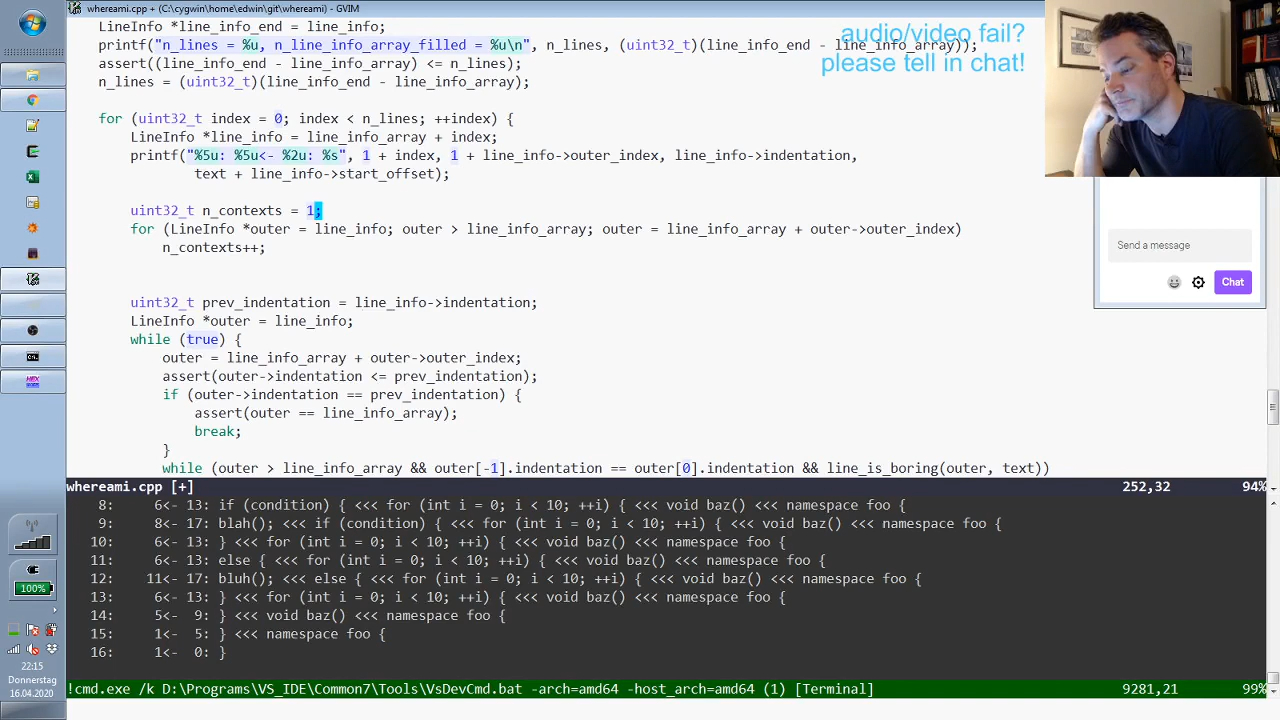 whereami.cpp + (C:\cygwin\home\edwin\git\whereami) - GVIM
LineInfo *line_info_end = line_info;
printf("n_lines = %u, n_line_info_array_filled = %u\n", n_lines, (uint32_t)(line_info_end - line_info_array));
assert((line_info_end - line_info_array) <= n_lines);
n_lines = (uint32_t)(line_info_end - line_info_array);
for (uint32_t index = 0; index < n_lines; ++index) {
LineInfo *line_info = line_info_array + index;
printf("%5u: %5u<- %2u: %s", 1 + index, 1 + line_info->outer_index, line_info->indentation,
text + line_info->start_offset);
uint32_t n_contexts = 1;
for (LineInfo *outer = line_info; outer > line_info_array; outer = line_info_array + outer->outer_index)
n_contexts++;
uint32_t prev_indentation = line_info->indentation;
LineInfo *outer = line_info;
while (true) {
outer = line_info_array + outer->outer_index;
assert(outer->indentation <= prev_indentation);
if (outer->indentation == prev_indentation) {
assert(outer == line_info_array);
break;
}
while (outer > line_info_array && outer[-1].indentation == outer[0].indentation && line_is_boring(outer, text))
whereami.cpp [+] 252,32 94%
8: 6<- 13: if (condition) { <<< for (int i = 0; i < 10; ++i) { <<< void baz() <<< namespace foo {
9: 8<- 17: blah(); <<< if (condition) { <<< for (int i = 0; i < 10; ++i) { <<< void baz() <<< namespace foo {
10: 6<- 13: } <<< for (int i = 0; i < 10; ++i) { <<< void baz() <<< namespace foo {
11: 6<- 13: else { <<< for (int i = 0; i < 10; ++i) { <<< void baz() <<< namespace foo {
12: 11<- 17: bluh(); <<< else { <<< for (int i = 0; i < 10; ++i) { <<< void baz() <<< namespace foo {
13: 6<- 13: } <<< for (int i = 0; i < 10; ++i) { <<< void baz() <<< namespace foo {
14: 5<- 9: } <<< void baz() <<< namespace foo {
15: 1<- 5: } <<< namespace foo {
16: 1<- 0: }
!cmd.exe /k D:\Programs\VS_IDE\Common7\Tools\VsDevCmd.bat -arch=amd64 -host_arch=amd64 (1) [Terminal] 9281,21 99%
audio/video fail?
please tell in chat!
Send a message
Chat
HEX
100%
22:15
Donnerstag
16.04.2020